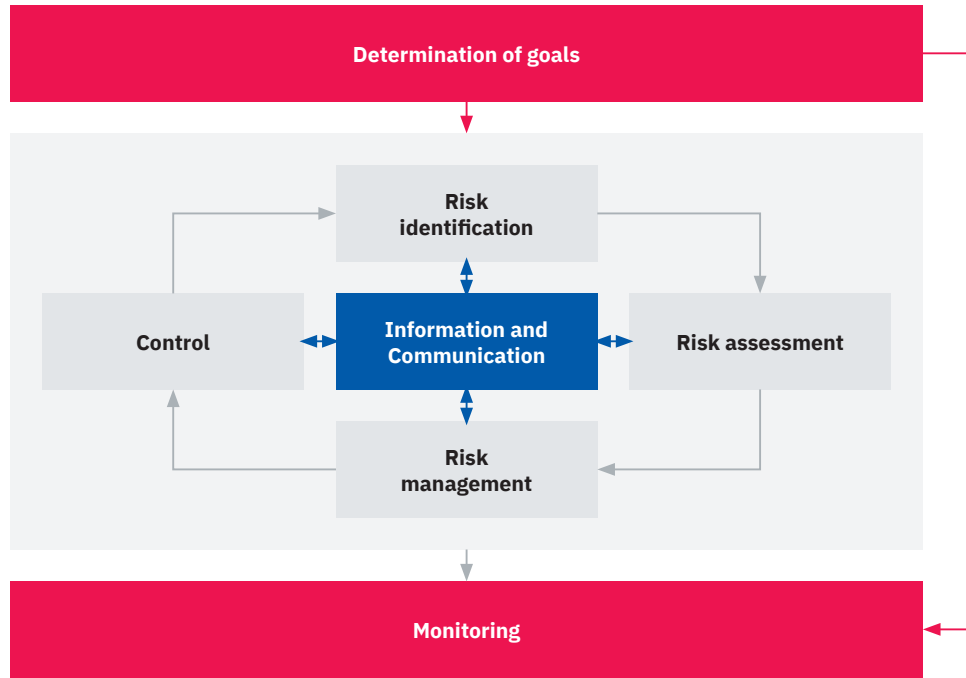 Determination of goals
Risk
identification
Control
Information and
Communication
Risk assessment
Risk
management
Monitoring